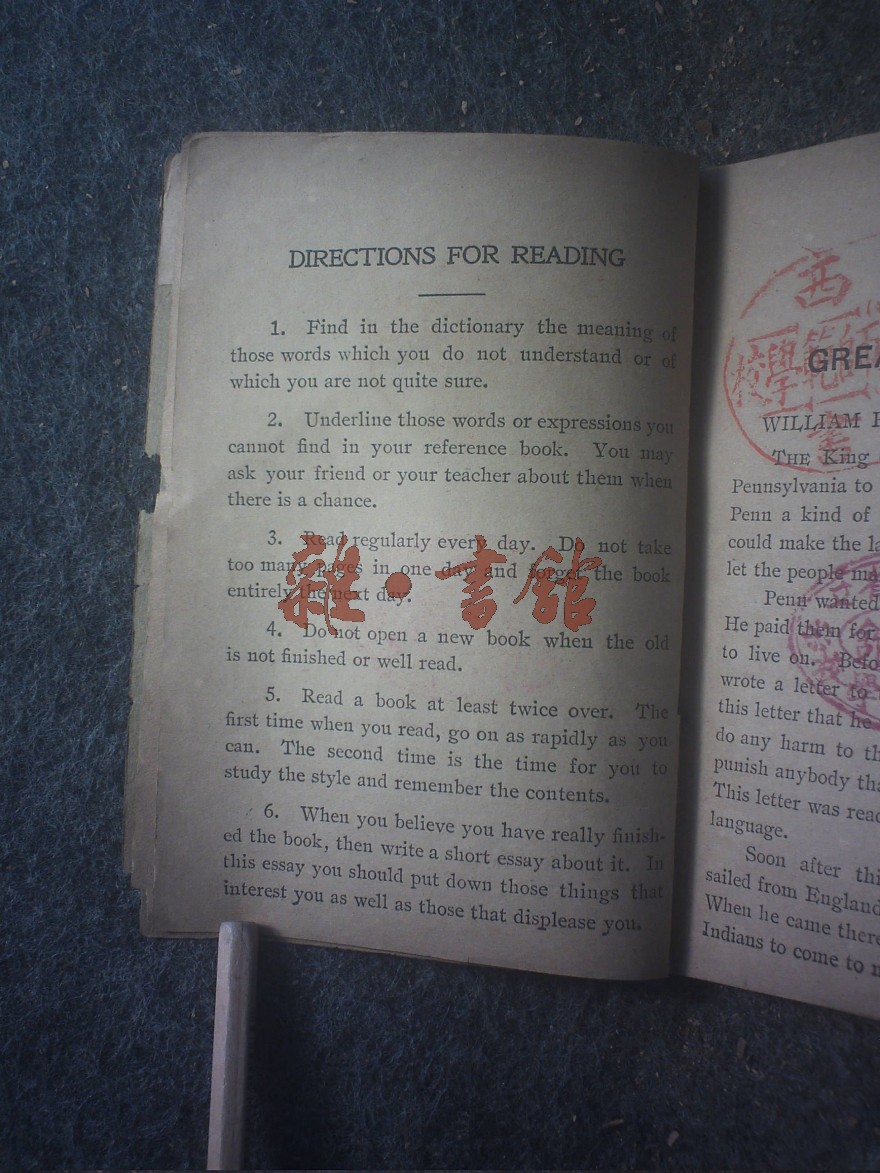 DIRECTIONS FOR READING
1. Find in the dictionary the meaning of
those words which you do not understand or of
which you are not quite sure.
2. Underline those words or expressions you
cannot find in your reference book. You may
ask your friend or your teacher about them when
there is a chance.
3. Read regularly every day. Do not take
too many pages in one day and forget the book
entirely the next day.
4. Do not open a new book when the old
is not finished or well read.
5. Read a book at least twice over. The
first time when you read, go on as rapidly as you
can. The second time is the time for you to
study the style and remember the contents.
6. When you believe you have really finish-
ed the book, then write a short essay about it. In
this essay you should put down those things that
interest you as well as those that displease you.
雜·書館
GREA
WILLIAM
THE King
Pennsylvania to
Penn a kind of
could make the la
let the people ma
Penn wanted
He paid them for
to live on. Befo
wrote a letter to
this letter that he
do any harm to th
punish anybody tha
This letter was read
language.
Soon after thi
sailed from England
When he came there
Indians to come to